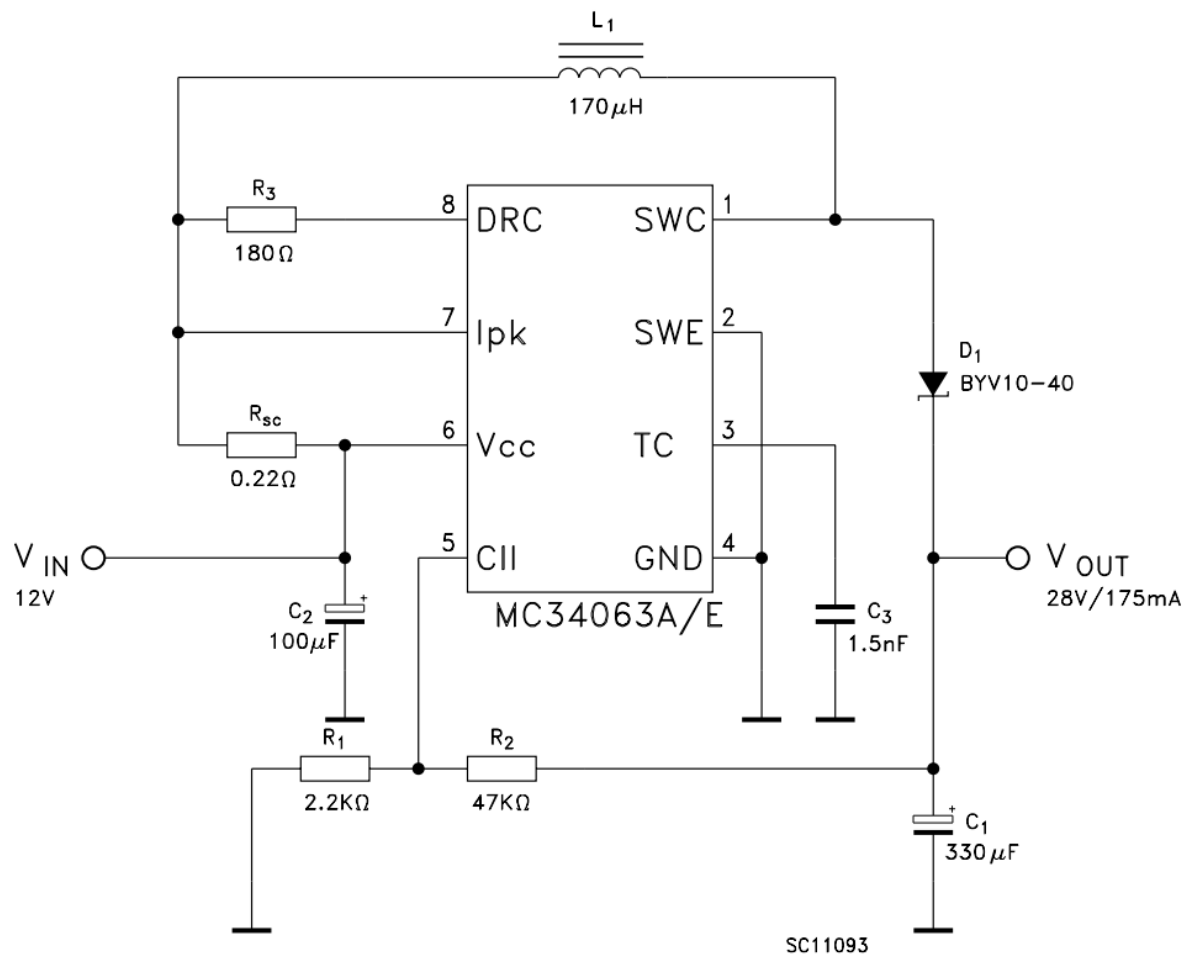 L1
170μH
R3
180Ω
8 DRC
SWC 1
7 Ipk
SWE 2
D1
BYV10-40
Rsc
0.22Ω
6 Vcc
TC 3
VIN
12V
5 CII
GND 4
VOUT
28V/175mA
MC34063A/E
C2
100μF
+
C3
1.5nF
R1
2.2KΩ
R2
47KΩ
+
C1
330μF
SC11093